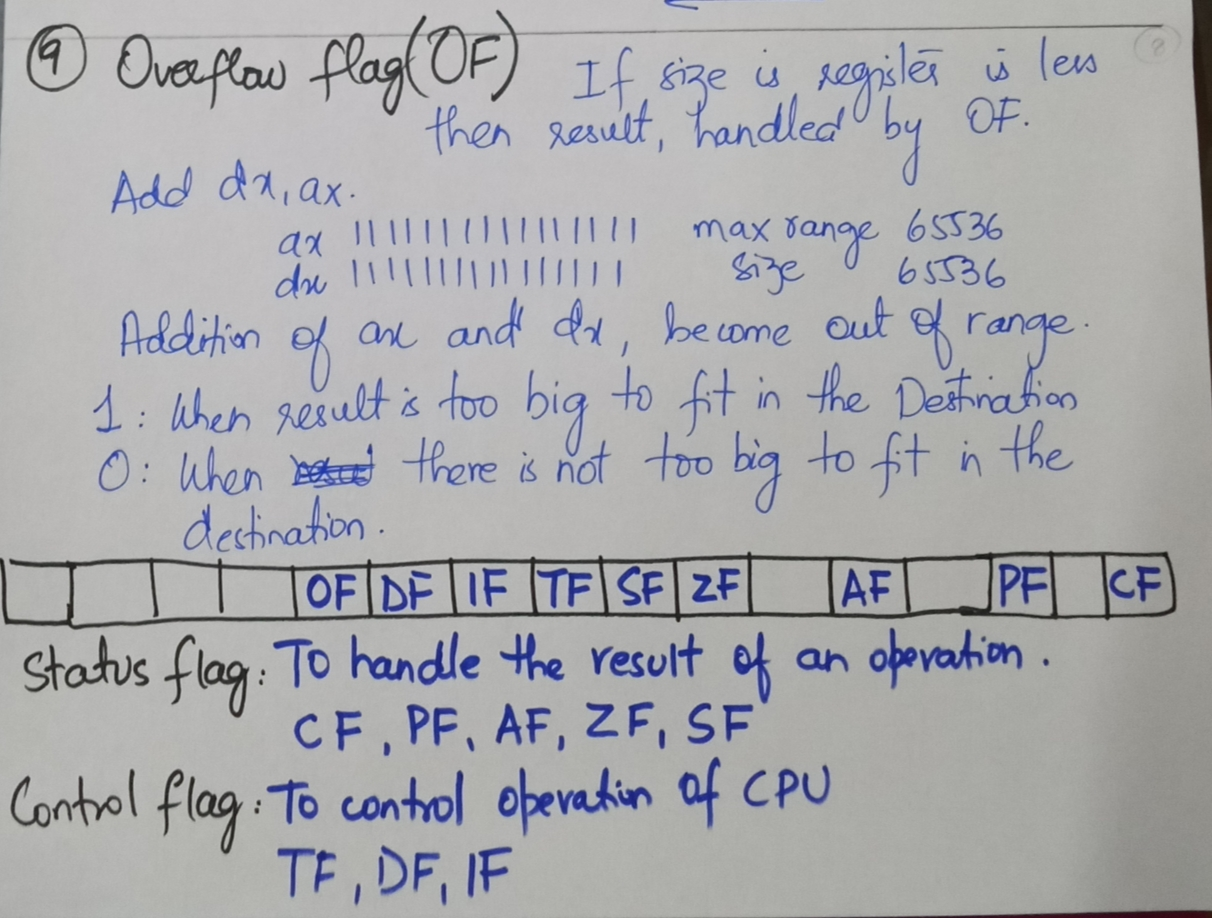 ⑨ Overflow flag(OF) If size is register is less
then result, handled by OF.
Add dx, ax.
ax 1111111111111111 max range 65536
dx 1111111111111111 size 65536
Addition of ax and dx, become out of range.
1: When result is too big to fit in the Destination
0: When there is not too big to fit in the
destination.
OF DF IF TF SF ZF AF PF CF
Status flag: To handle the result of an operation.
CF, PF, AF, ZF, SF
Control flag: To control operation of CPU
TF, DF, IF